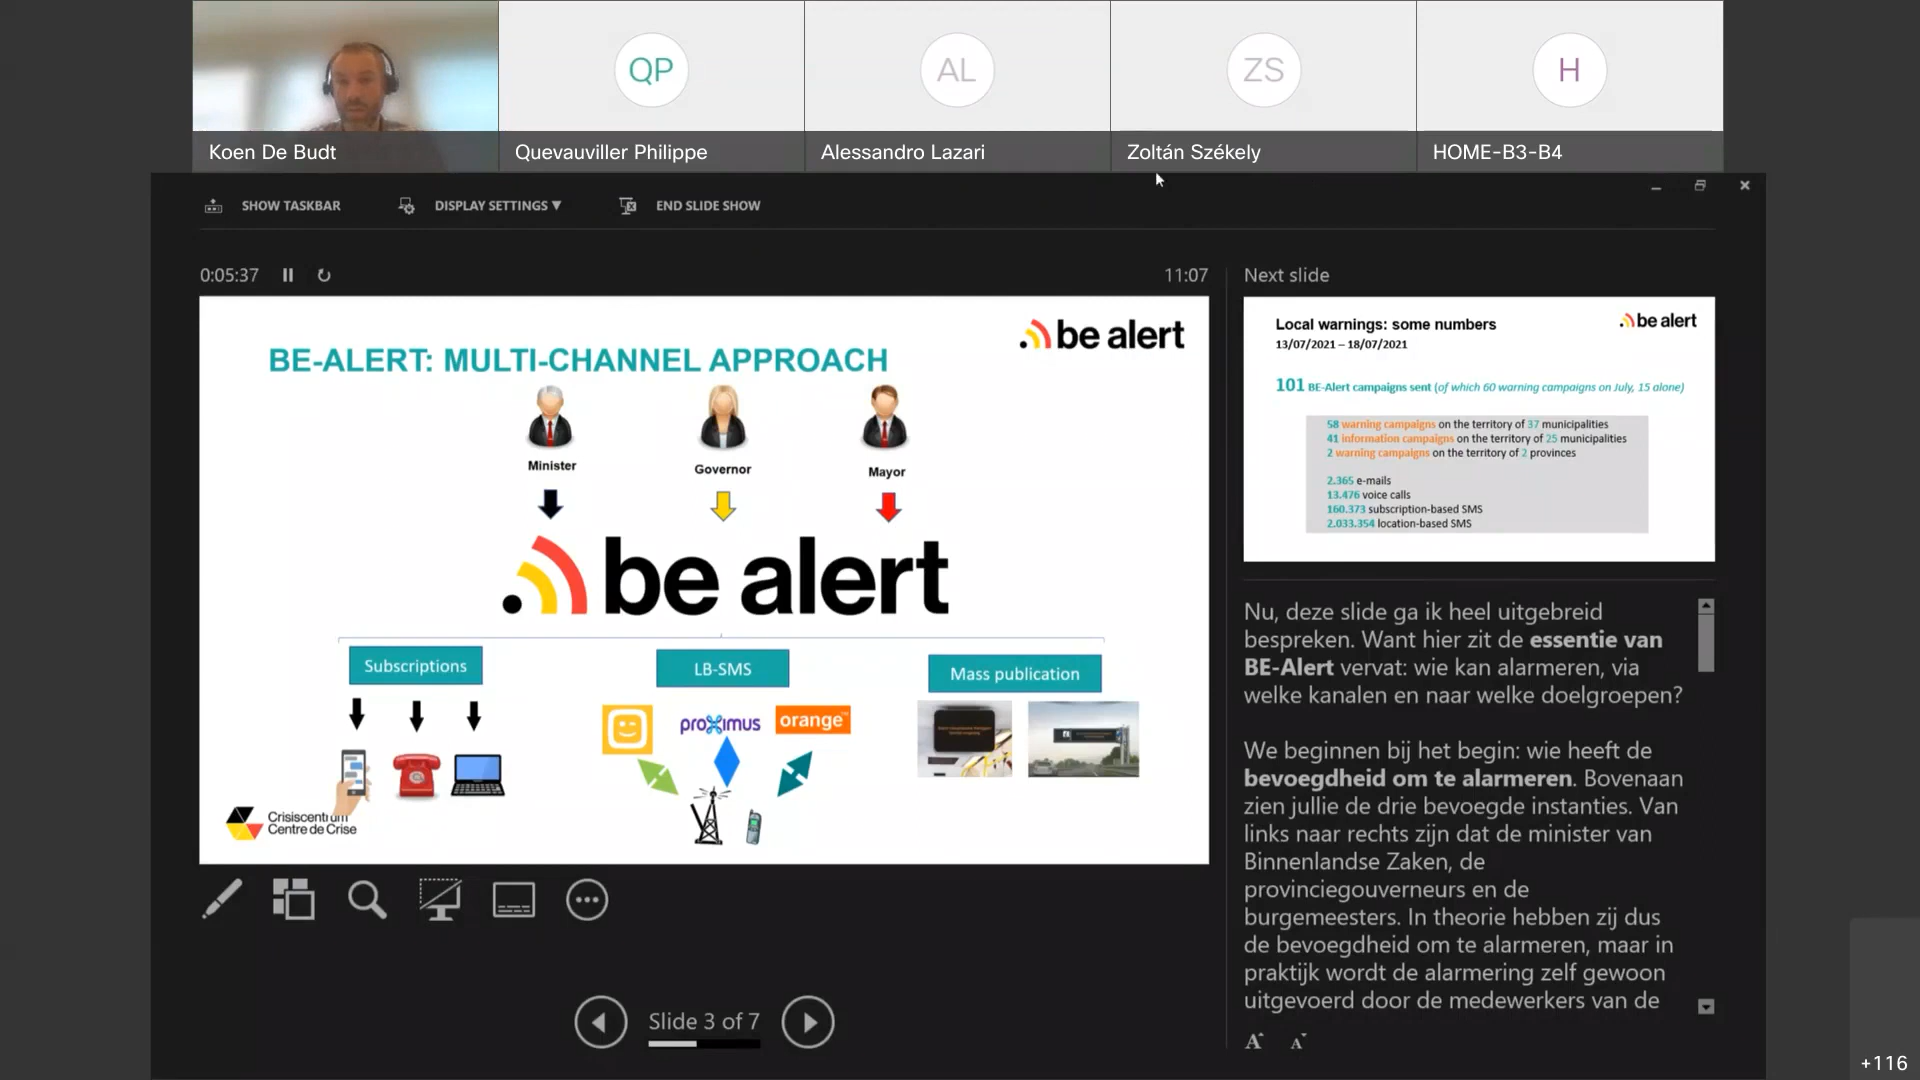 QP
AL
ZS
H
Koen De Budt
Quevauviller Philippe
Alessandro Lazari
Zoltán Székely
HOME-B3-B4
SHOW TASKBAR
DISPLAY SETTINGS ▾
END SLIDE SHOW
0:05:37
11:07
be alert
BE-ALERT: MULTI-CHANNEL APPROACH
Minister
Governor
Mayor
be alert
Subscriptions
LB-SMS
Mass publication
proximus
orange
Crisiscentrum
Centre de Crise
Slide 3 of 7
Next slide
Local warnings: some numbers
be alert
13/07/2021 – 18/07/2021
101 BE-Alert campaigns sent (of which 60 warning campaigns on July, 15 alone)
58 warning campaigns on the territory of 37 municipalities
41 information campaigns on the territory of 25 municipalities
2 warning campaigns on the territory of 2 provinces
2.365 e-mails
13.476 voice calls
160.373 subscription-based SMS
2.033.354 location-based SMS
Nu, deze slide ga ik heel uitgebreid
bespreken. Want hier zit de essentie van
BE-Alert vervat: wie kan alarmeren, via
welke kanalen en naar welke doelgroepen?
We beginnen bij het begin: wie heeft de
bevoegdheid om te alarmeren. Bovenaan
zien jullie de drie bevoegde instanties. Van
links naar rechts zijn dat de minister van
Binnenlandse Zaken, de
provinciegouverneurs en de
burgemeesters. In theorie hebben zij dus
de bevoegdheid om te alarmeren, maar in
praktijk wordt de alarmering zelf gewoon
uitgevoerd door de medewerkers van de
A A
+116